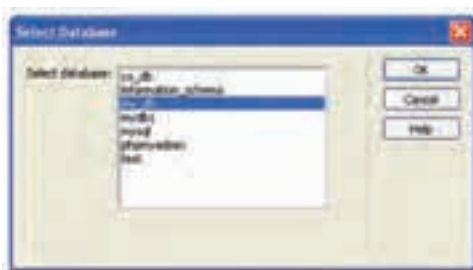 Select Database
Select database:
information_schema
mysql
phpmyadmin
test
OK
Cancel
Help